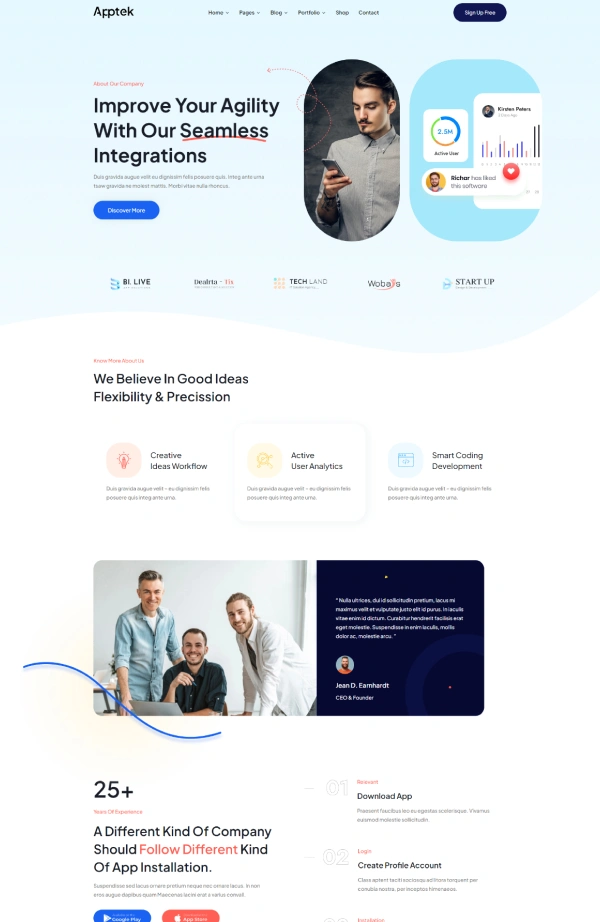 Apptek
Home Pages Blog Portfolio Shop Contact
Sign Up Free
About Our Company
Improve Your Agility
With Our Seamless
Integrations
Duis gravida augue velit eu dignissim felis posuere quis. Integ ante urna
gravida se molest mattis. Morbi vitae nulla rhoncus.
Discover More
2.5M
Active User
Kirsten Peters
Richar has liked
this software
BI. LIVE
Dealrta - Tis
TECH LAND
START UP
Know More About Us
We Believe In Good Ideas
Flexibility & Precission
Creative
Ideas Workflow
Duis gravida augue velit – eu dignissim felis
posuere quis integ ante urna.
Active
User Analytics
Duis gravida augue velit – eu dignissim felis
posuere quis integ ante urna.
Smart Coding
Development
Duis gravida augue velit – eu dignissim felis
posuere quis integ ante urna.
" Nulla ultrices, dui id sollicitudin pretium, lacus mi
maximus velit et vulputate justo elit id purus. In iaculis
vitae enim id dictum. Curabitur hendrerit facilisis erat
eget molestie. Suspendisse in enim iaculis, mollis
dolor ac, molestie arcu. "
Jean D. Earnhardt
CEO & Founder
25+
Years Of Experience
A Different Kind Of Company
Should Follow Different Kind
Of App Installation.
Suspendisse sed bcus ornare pretium neque nec ornare lacus. In non
eros augue dapibus quam Maecenas lacini erat a varius convall.
Google Play
App Store
01
Relevant
Download App
Praesent faucibus leo eu egestas scelerisque. Vivamus
euismod molestie sollicitudin.
02
Login
Create Profile Account
Class aptent taciti sociosqu ad litora torquent per
conubia nostra, per inceptos himenaeos.
Installation